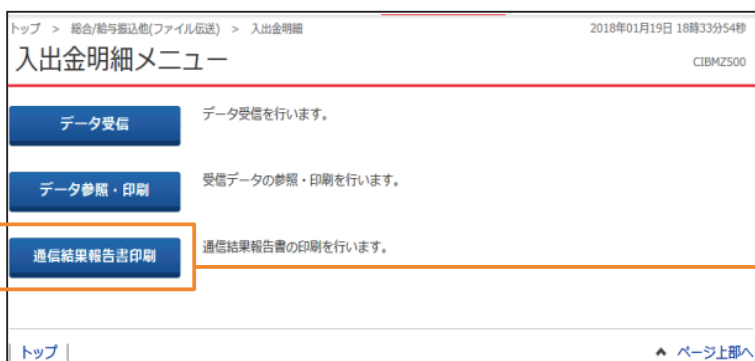 トップ > 総合/給与振込他(ファイル伝送) > 入出金明細 2018年01月19日 18時33分54秒
入出金明細メニュー CIBMZ500
データ受信 データ受信を行います。
データ参照・印刷 受信データの参照・印刷を行います。
通信結果報告書印刷 通信結果報告書の印刷を行います。
トップ ページ上部へ